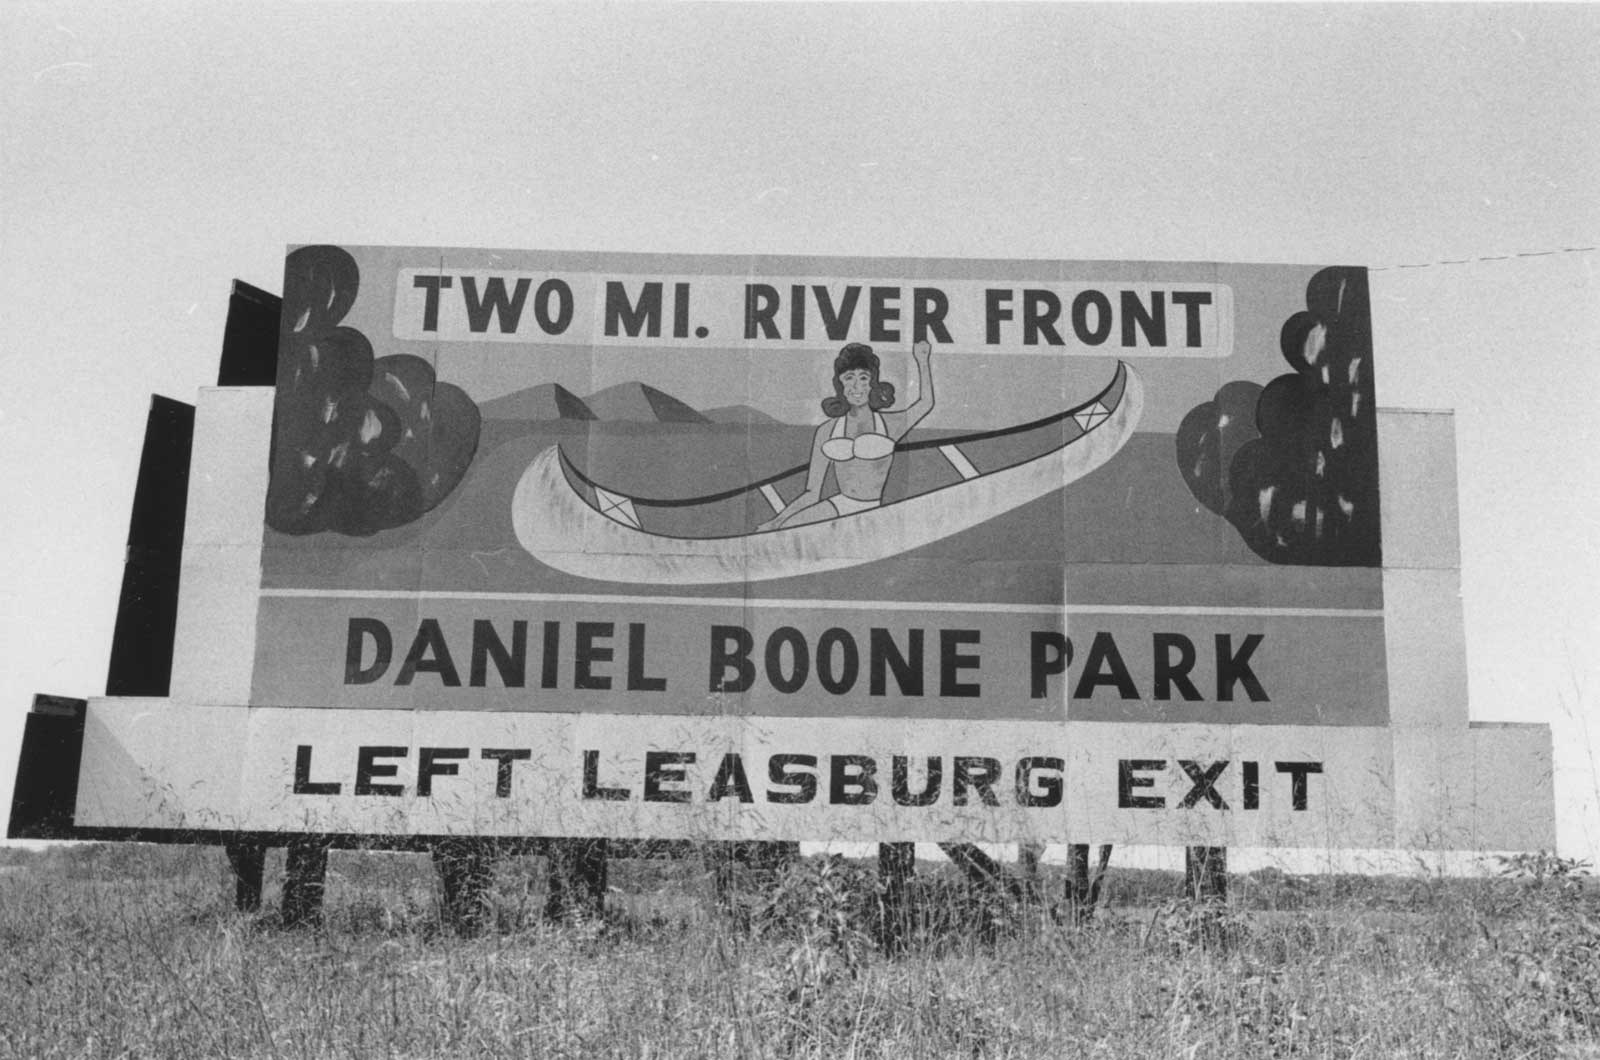 TWO MI. RIVER FRONT
DANIEL BOONE PARK
LEFT LEASBURG EXIT